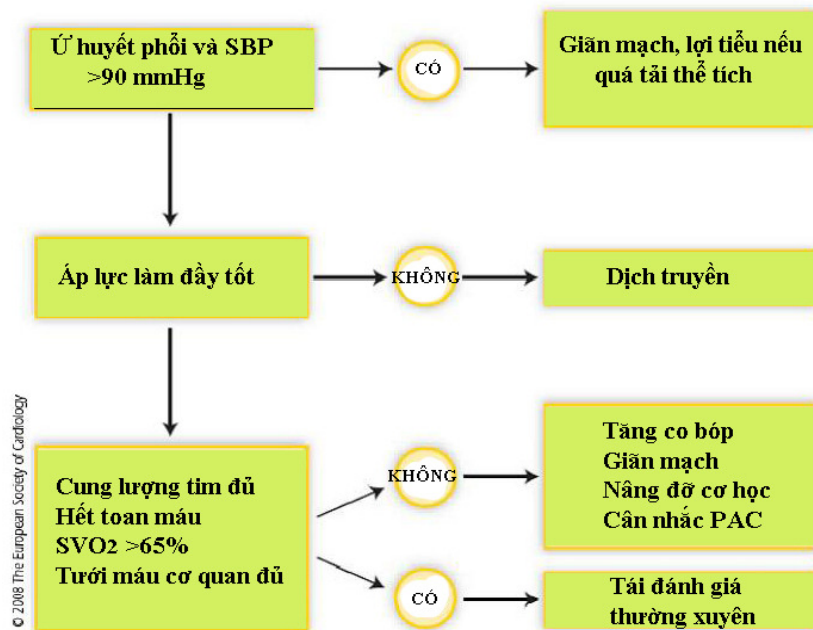 Ứ huyết phổi và SBP
>90 mmHg
CÓ
Giãn mạch, lợi tiểu nếu
quá tải thể tích
Áp lực làm đầy tốt
KHÔNG
Dịch truyền
Cung lượng tim đủ
Hết toan máu
SVO2 >65%
Tưới máu cơ quan đủ
KHÔNG
Tăng co bóp
Giãn mạch
Nâng đỡ cơ học
Cân nhắc PAC
CÓ
Tái đánh giá
thường xuyên
© 2008 The European Society of Cardiology